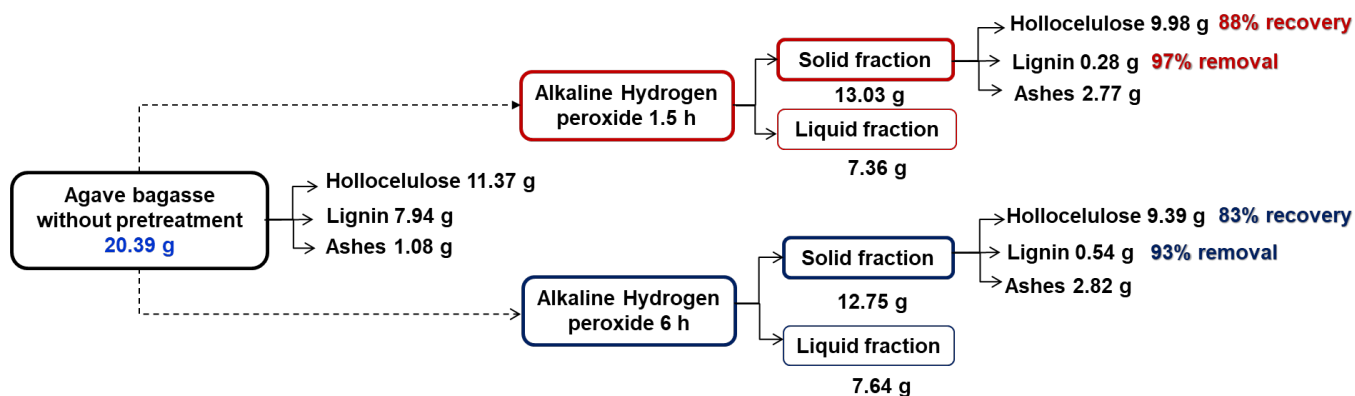 Agave bagasse
without pretreatment
20.39 g
Hollocelulose 11.37 g
Lignin 7.94 g
Ashes 1.08 g
Alkaline Hydrogen
peroxide 1.5 h
Solid fraction
13.03 g
Liquid fraction
7.36 g
Hollocelulose 9.98 g 88% recovery
Lignin 0.28 g 97% removal
Ashes 2.77 g
Alkaline Hydrogen
peroxide 6 h
Solid fraction
12.75 g
Liquid fraction
7.64 g
Hollocelulose 9.39 g 83% recovery
Lignin 0.54 g 93% removal
Ashes 2.82 g